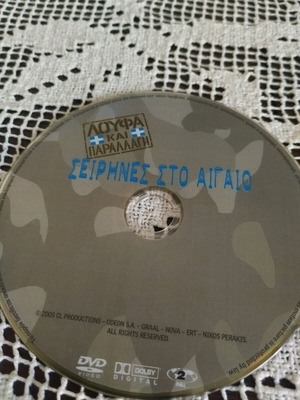 ΛΟΥΦΑ
ΚΑΙ
ΠΑΡΑΛΛΑΓΗ
ΣΕΙΡΗΝΕΣ ΣΤΟ ΑΙΓΑΙΟ
© 2005 CL PRODUCTIONS - ODEON S.A. - GRAAL - NOVA - ERT - NIKOS PERAKIS.
ALL RIGHTS RESERVED.
DVD
VIDEO
DOLBY
DIGITAL
2
PAL